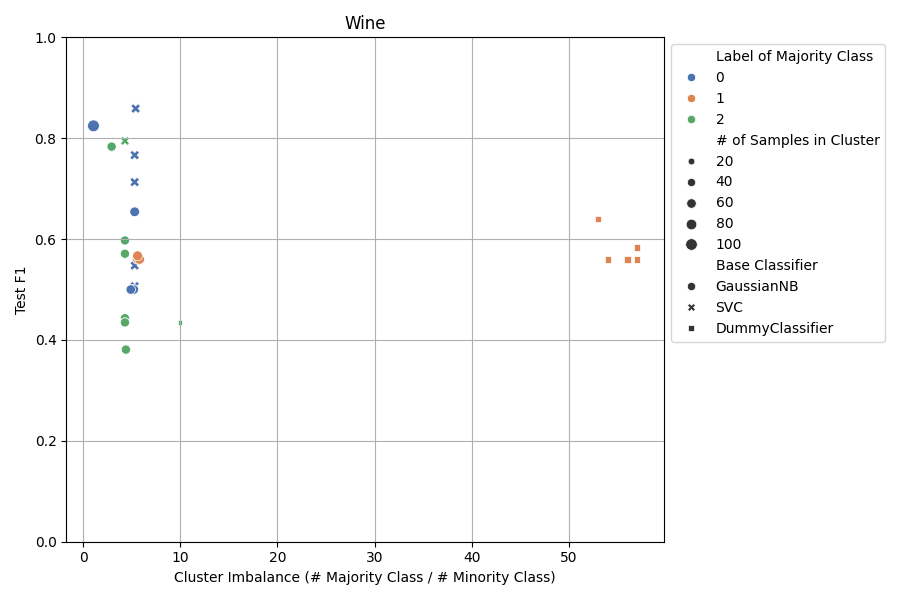 Wine
1.0
0.8
0.6
0.4
0.2
0.0
Test F1
0
10
20
30
40
50
Cluster Imbalance (# Majority Class / # Minority Class)
Label of Majority Class
0
1
2
# of Samples in Cluster
20
40
60
80
100
Base Classifier
GaussianNB
SVC
DummyClassifier